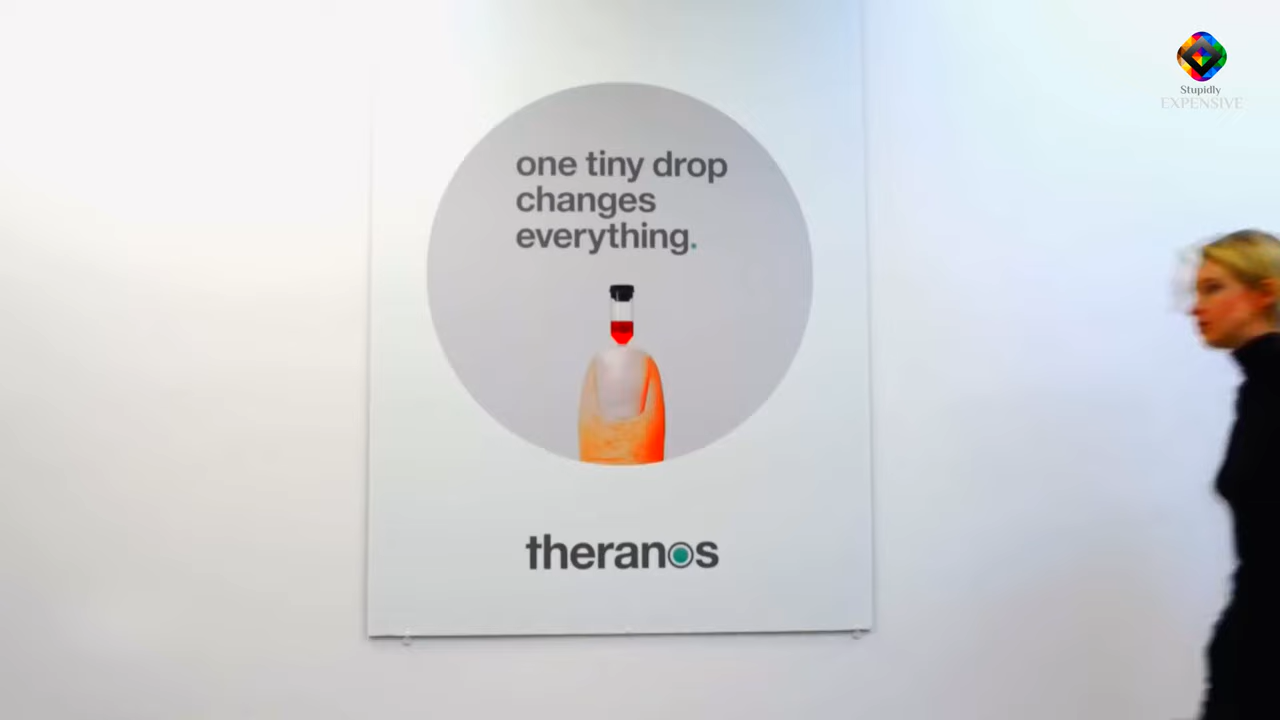 Stupidly
EXPENSIVE
one tiny drop
changes
everything.
theranos